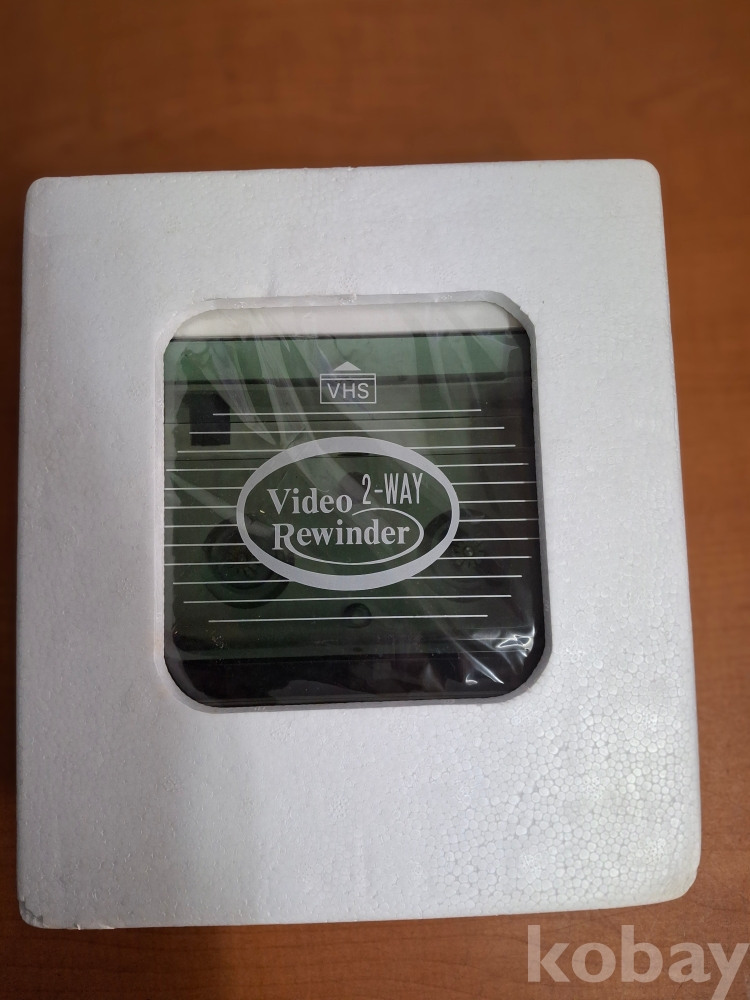 VHS
2-WAY
Video
Rewinder
kobay